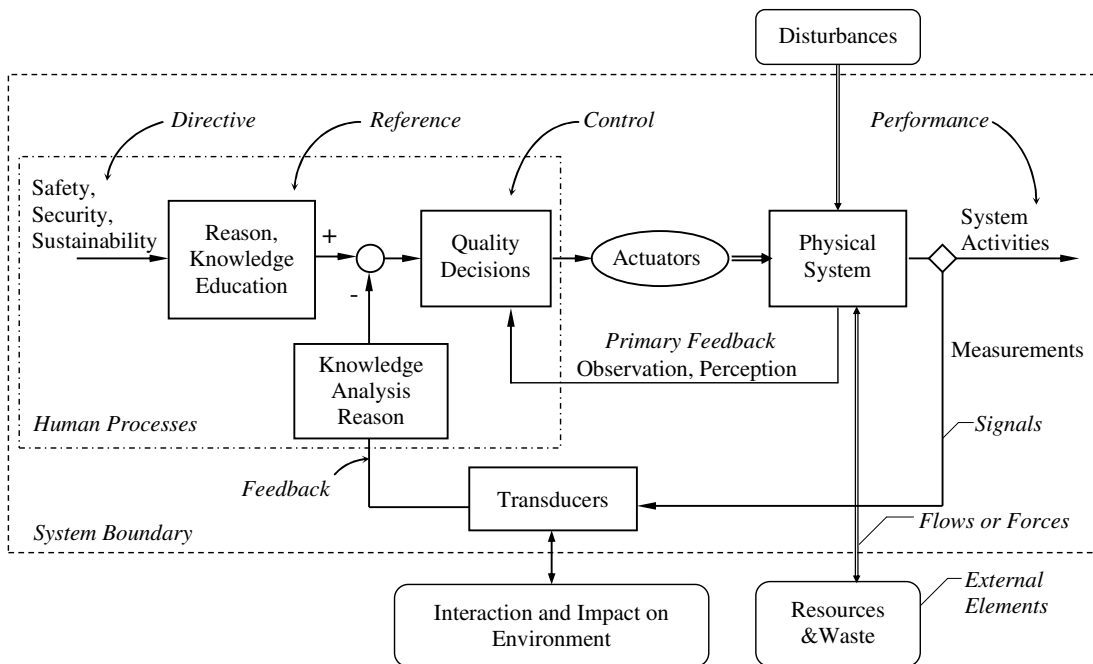 Disturbances
Directive
Reference
Control
Performance
Safety,
Security,
Sustainability
Reason,
Knowledge
Education
+
-
Quality
Decisions
Actuators
Physical
System
System
Activities
Primary Feedback
Observation, Perception
Measurements
Knowledge
Analysis
Reason
Human Processes
Signals
Feedback
Transducers
System Boundary
Flows or Forces
Interaction and Impact on
Environment
Resources
&Waste
External
Elements